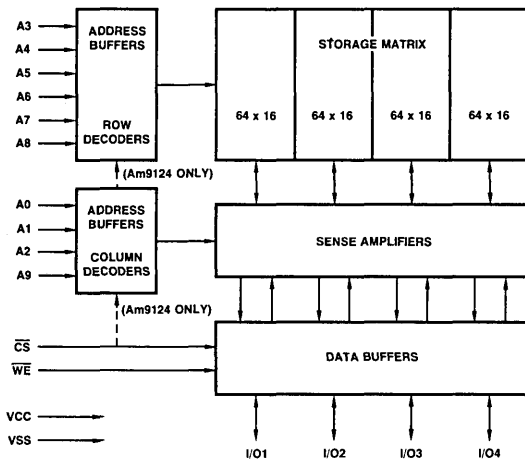 A3
A4
A5
A6
A7
A8
ADDRESS
BUFFERS
ROW
DECODERS
STORAGE MATRIX
64 x 16
64 x 16
64 x 16
64 x 16
(Am9124 ONLY)
A0
A1
A2
A9
ADDRESS
BUFFERS
COLUMN
DECODERS
SENSE AMPLIFIERS
(Am9124 ONLY)
C̅S̅
W̅E̅
DATA BUFFERS
VCC
VSS
I/O1 I/O2 I/O3 I/O4